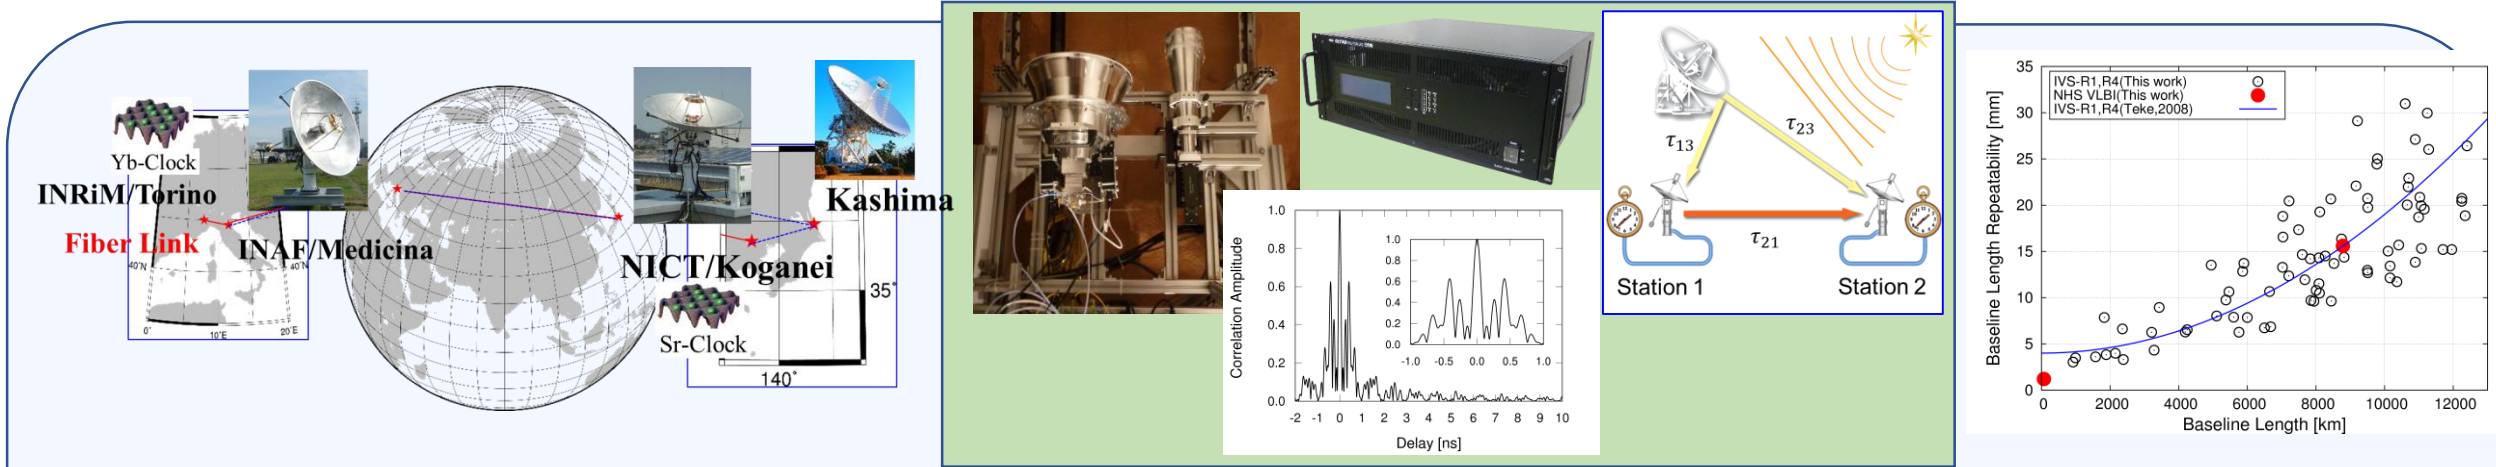 Yb-Clock
INRiM/Torino
Fiber Link
INAF/Medicina
40°N
40°N
0°
10°E
20°E
NICT/Koganei
Kashima
Sr-Clock
35°
140°
τ13
τ23
τ21
Station 1
Station 2
Correlation Amplitude
1.0
0.8
0.6
0.4
0.2
0.0
-2 -1 0 1 2 3 4 5 6 7 8 9 10
Delay [ns]
1.0
0.8
0.6
0.4
0.2
0.0
-1.0 -0.5 0.0 0.5 1.0
IVS-R1,R4(This work)
NHS VLBI(This work)
IVS-R1,R4(Teke,2008)
Baseline Length Repeatability [mm]
35
30
25
20
15
10
5
0
0 2000 4000 6000 8000 10000 12000
Baseline Length [km]